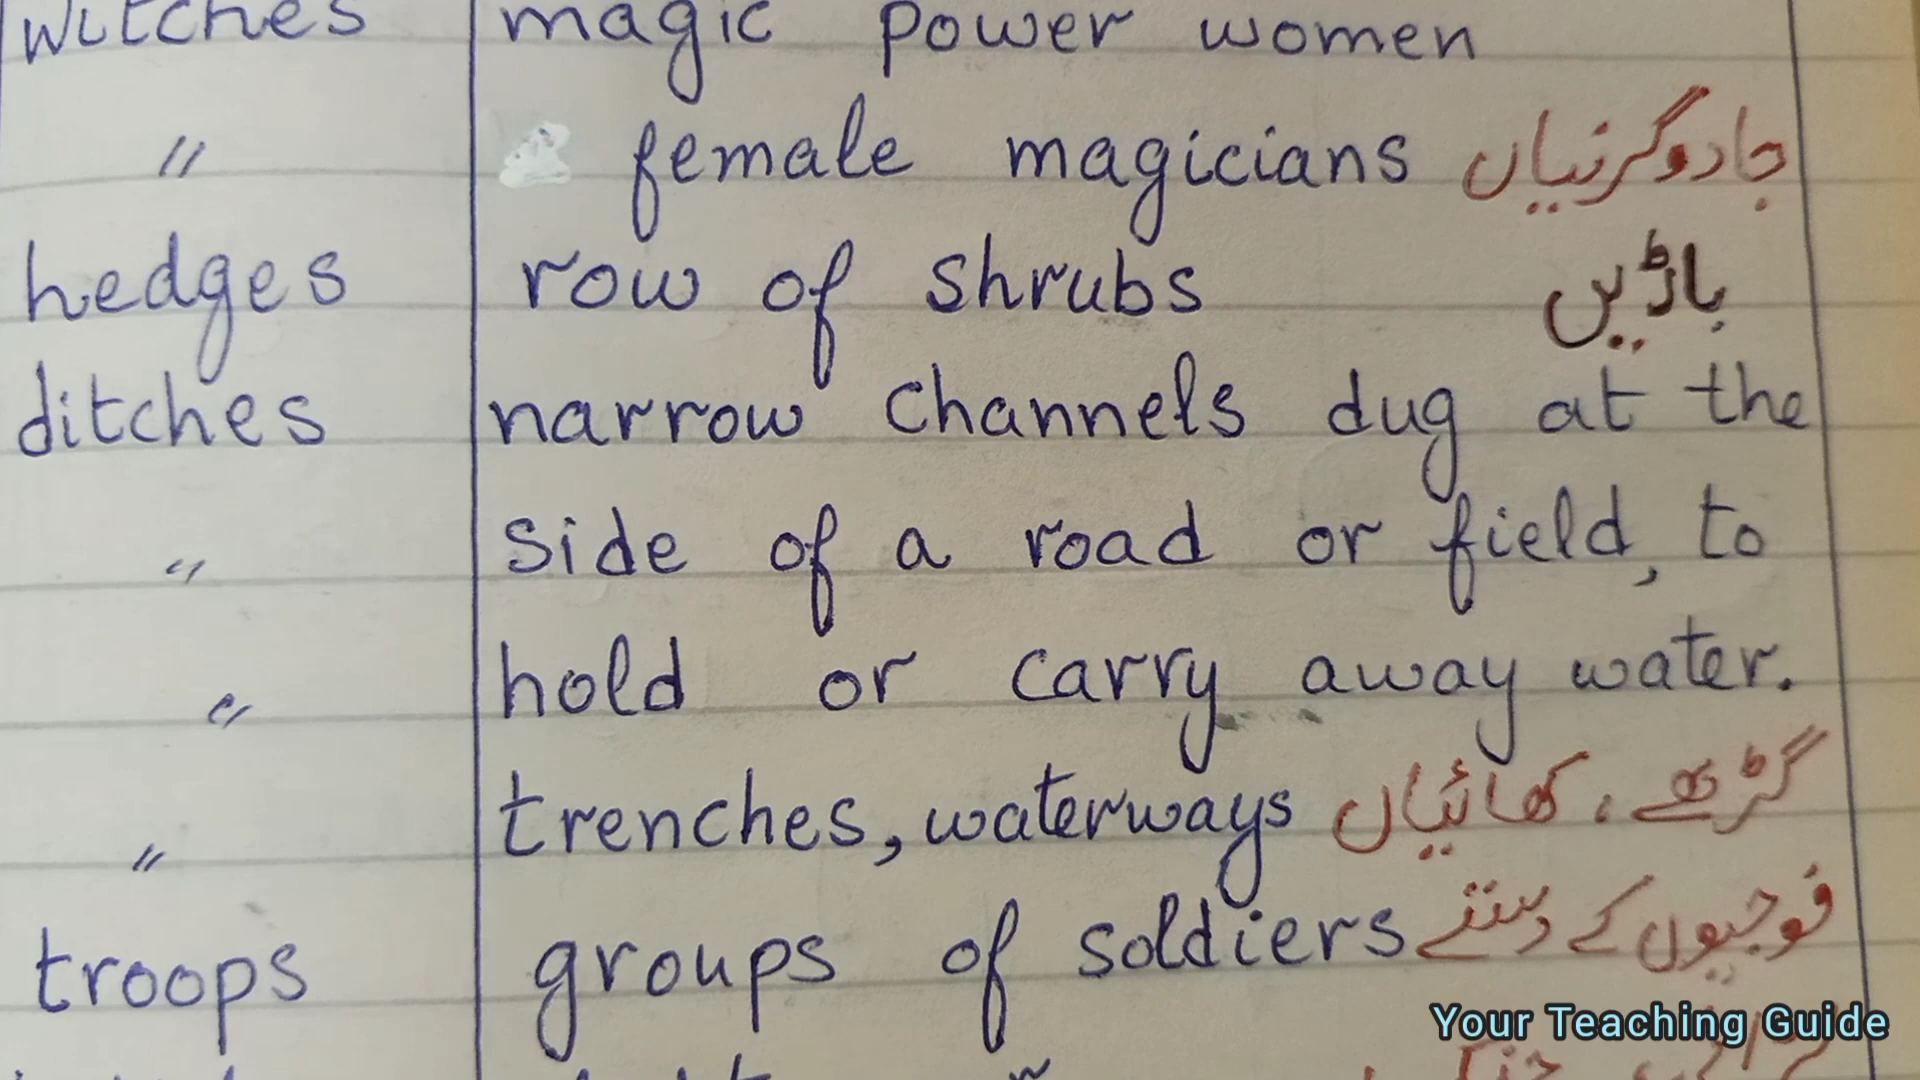 witches magic power women
" female magicians جادوگرنیاں
hedges row of shrubs باڑیں
ditches narrow channels dug at the
" side of a road or field, to
" hold or carry away water.
" trenches, waterways گڑھے، کھائیاں
troops groups of soldiers فوجیوں کے دستے
Your Teaching Guide